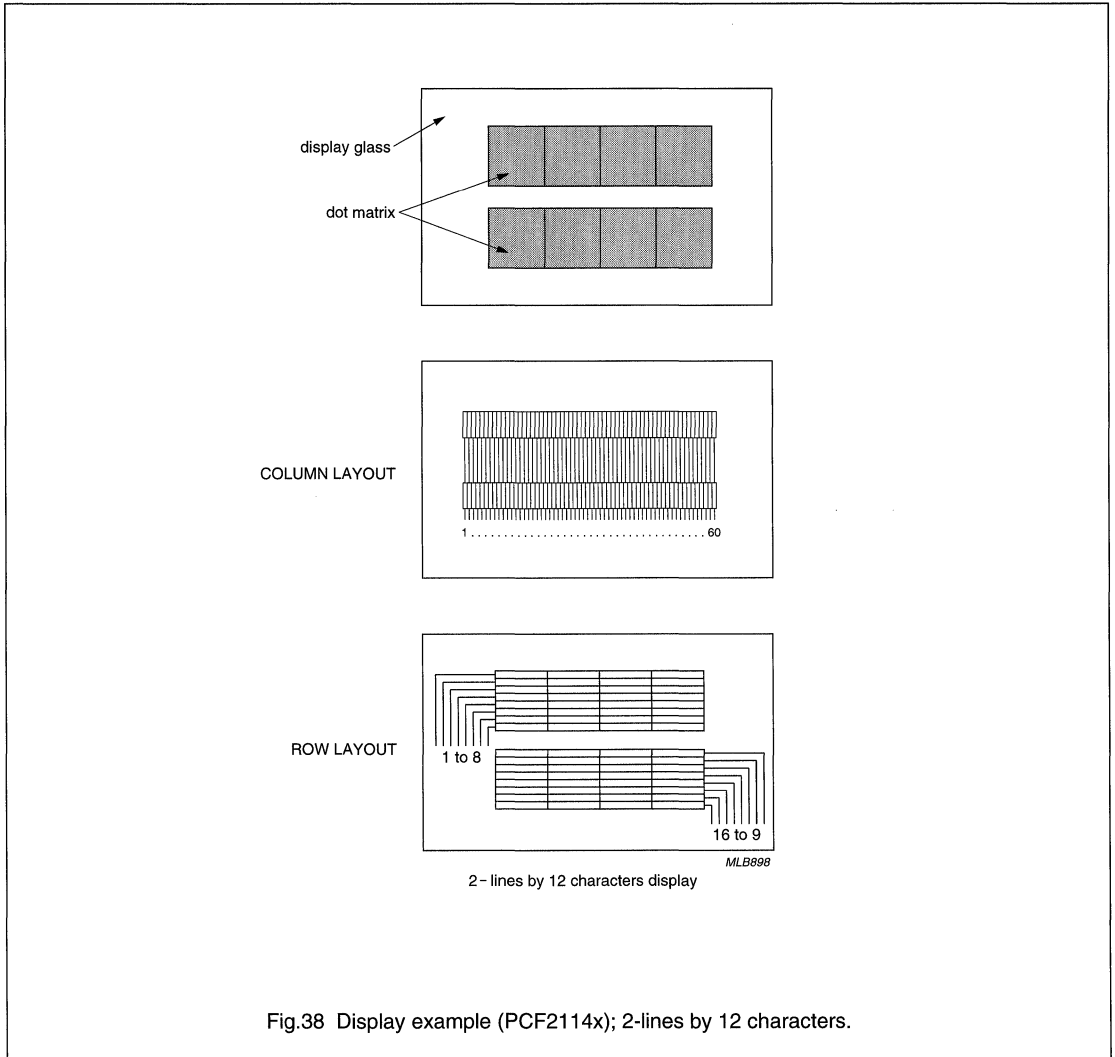 display glass
dot matrix
COLUMN LAYOUT
1 . . . . . . . . . . . . . . . . . . . . . . . . . . . . . . . . . . 60
ROW LAYOUT
1 to 8
16 to 9
MLB898
2 – lines by 12 characters display
Fig.38 Display example (PCF2114x); 2-lines by 12 characters.